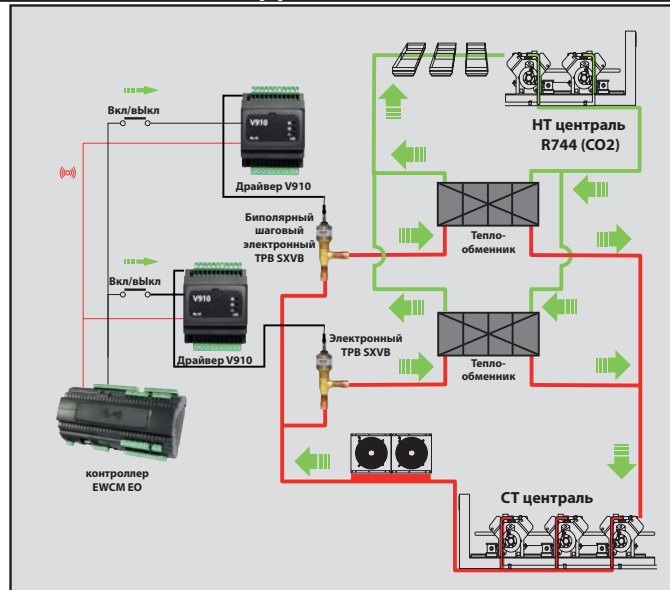 Вкл/вЫкл
V910
Драйвер V910
НТ централь
R744 (CO2)
Биполярный
шаговый
электронный
ТРВ SXVB
Тепло-
обменник
Вкл/вЫкл
V910
Драйвер V910
Электронный
ТРВ SXVB
Тепло-
обменник
контроллер
EWCM EO
СТ централь